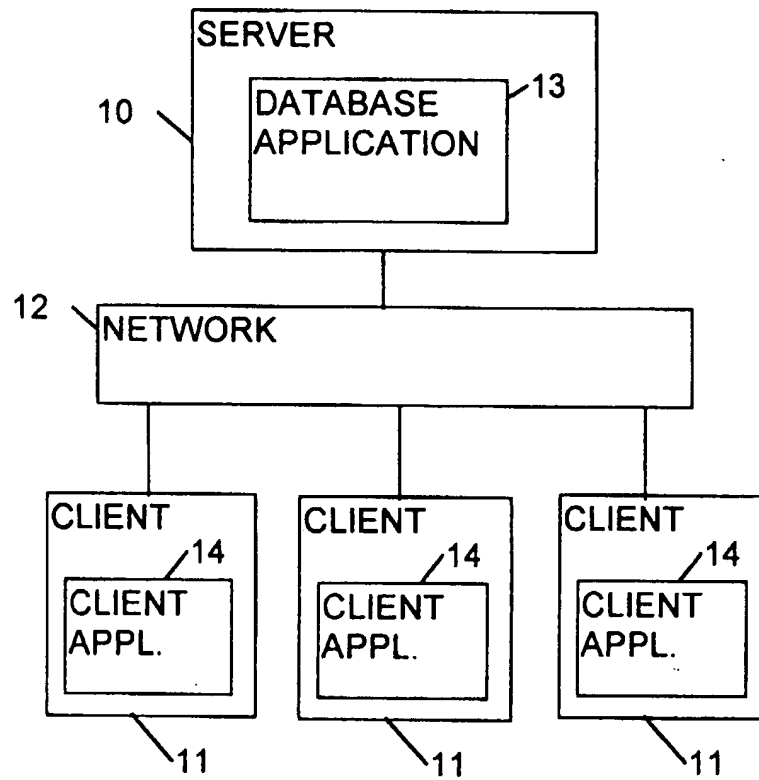 SERVER
10
DATABASE
APPLICATION
13
12
NETWORK
CLIENT
14
CLIENT
APPL.
11
CLIENT
14
CLIENT
APPL.
11
CLIENT
14
CLIENT
APPL.
11